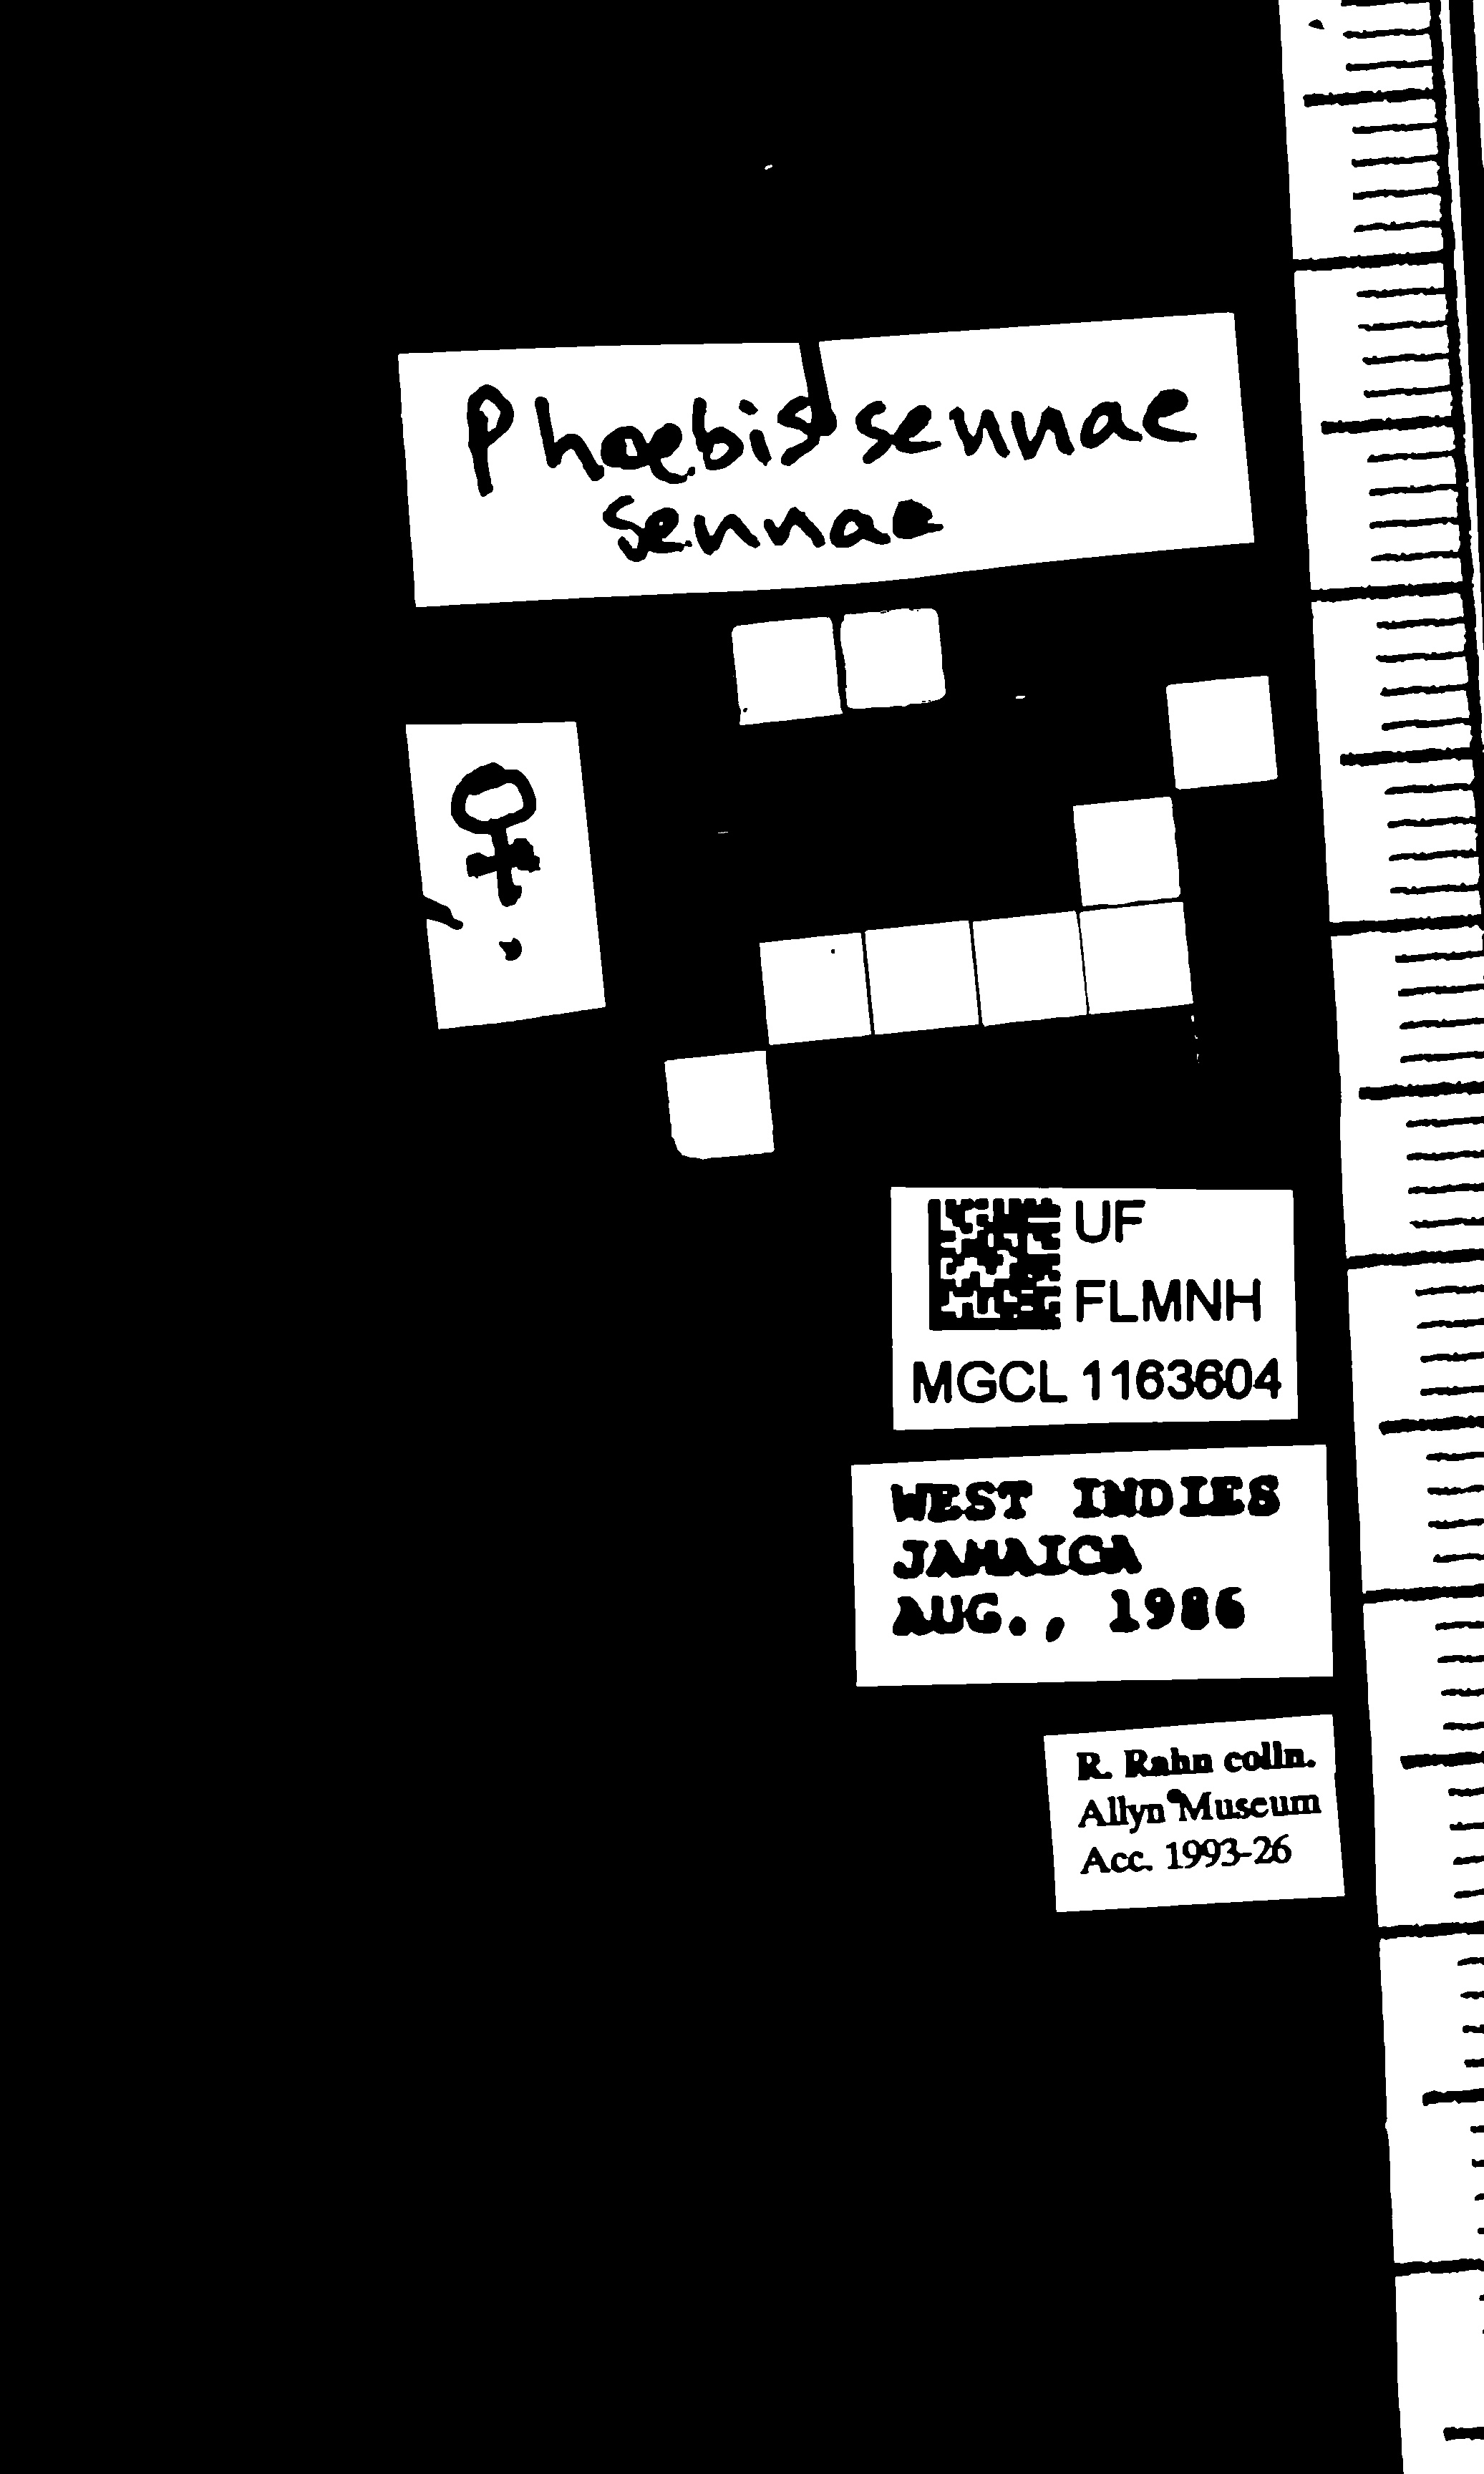 Phoebis sennae
sennae
♀
UF
FLMNH
MGCL 1163604
WEST INDIES
JAMAICA
AUG., 1986
R. Rahn colln.
Allyn Museum
Acc. 1993-26